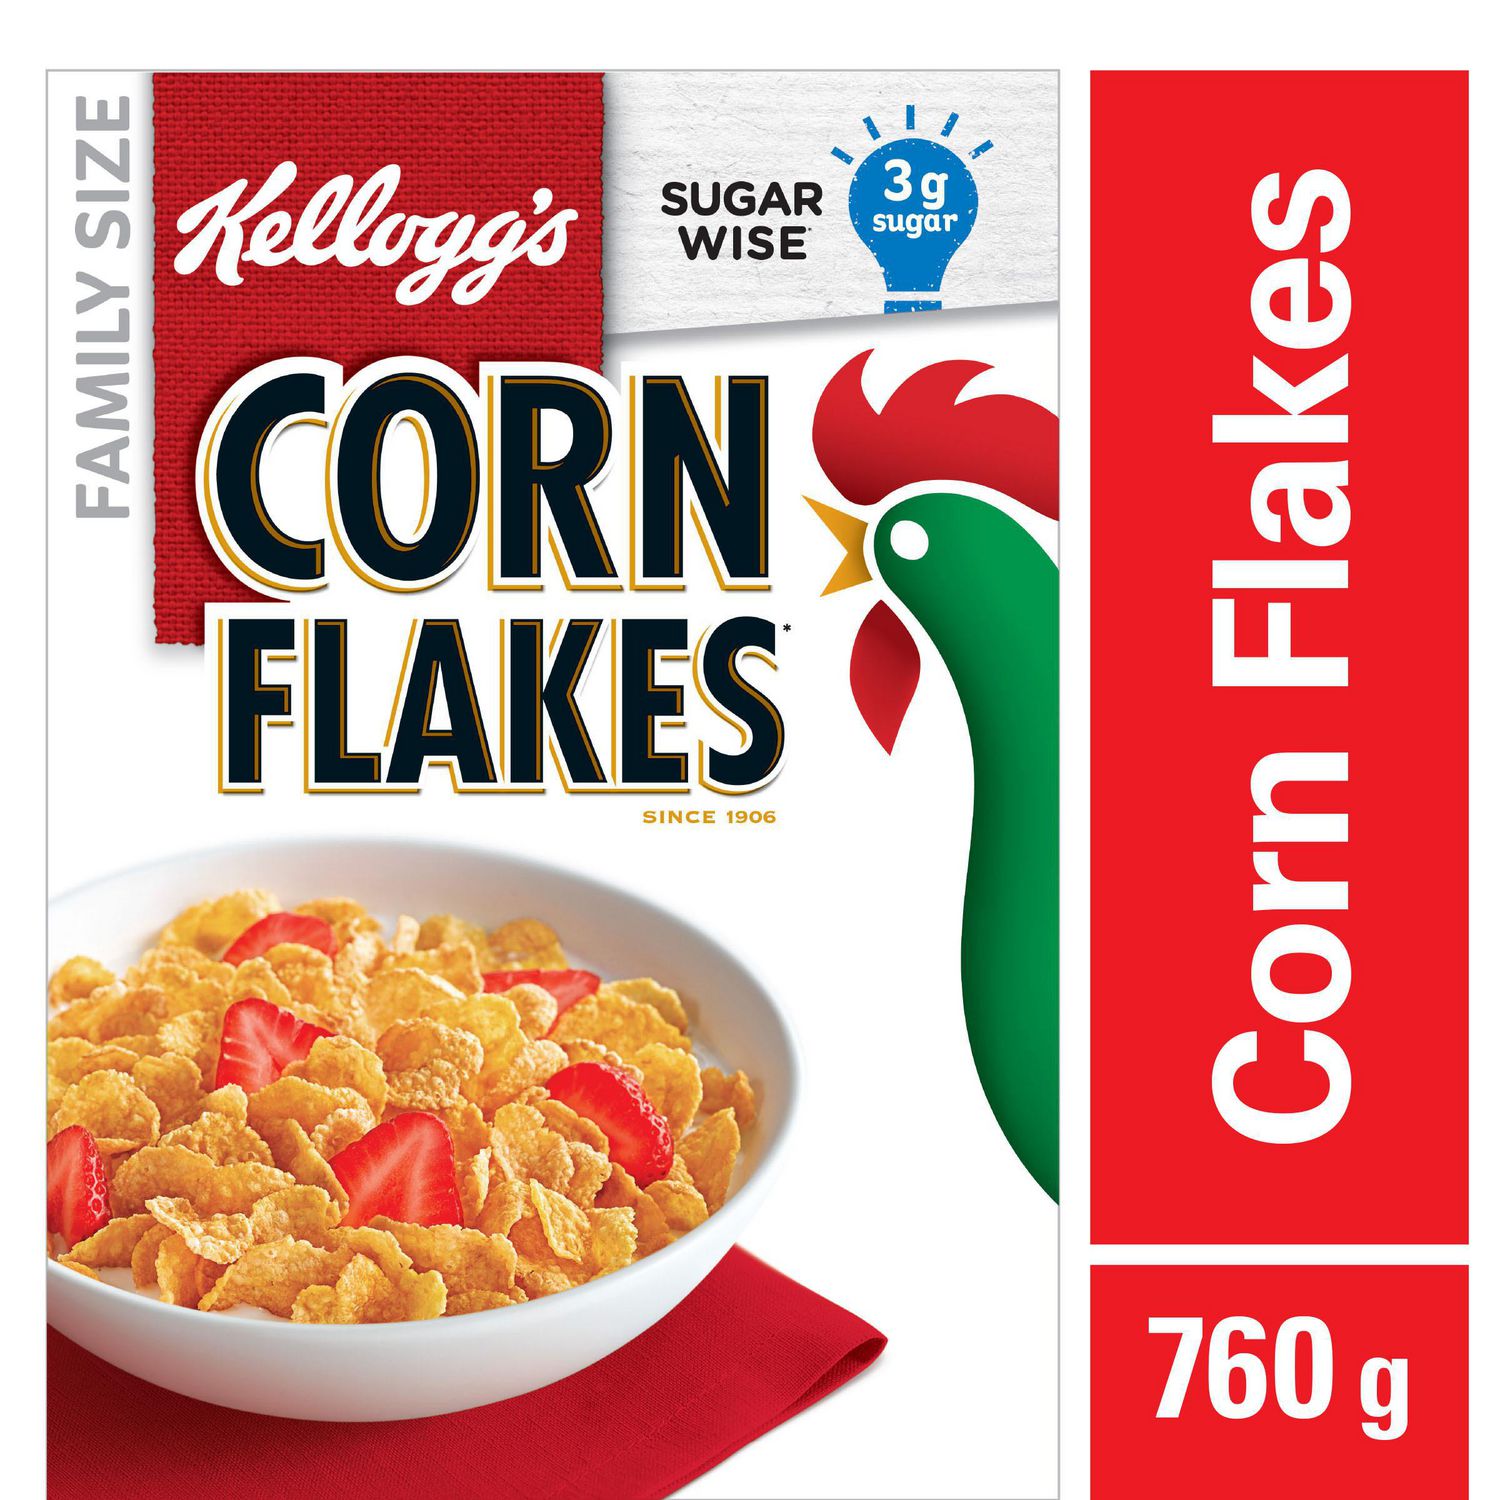 FAMILY SIZE
Kellogg's
SUGAR
WISE
3g
sugar
CORN
FLAKES*
SINCE 1906
Corn Flakes
760 g